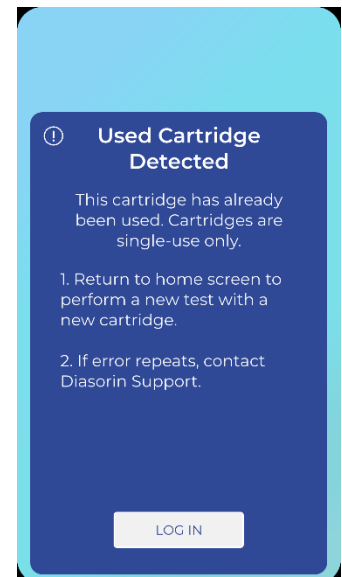 Used Cartridge
Detected
This cartridge has already
been used. Cartridges are
single-use only.
1. Return to home screen to
perform a new test with a
new cartridge.
2. If error repeats, contact
Diasorin Support.
LOG IN